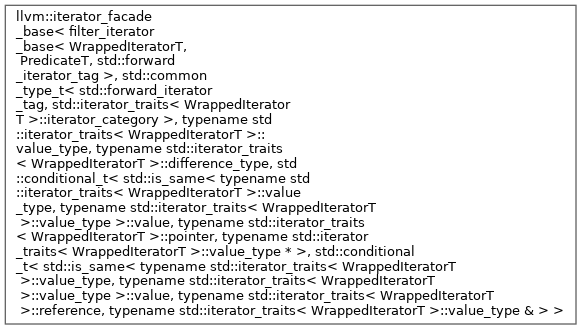 llvm::iterator_facade
_base< filter_iterator
_base< WrappedIteratorT,
 PredicateT, std::forward
_iterator_tag >, std::common
_type_t< std::forward_iterator
_tag, std::iterator_traits< WrappedIterator
T >::iterator_category >, typename std
::iterator_traits< WrappedIteratorT >::
value_type, typename std::iterator_traits
< WrappedIteratorT >::difference_type, std
::conditional_t< std::is_same< typename std
::iterator_traits< WrappedIteratorT >::value
_type, typename std::iterator_traits< WrappedIteratorT
 >::value_type >::value, typename std::iterator_traits
< WrappedIteratorT >::pointer, typename std::iterator
_traits< WrappedIteratorT >::value_type * >, std::conditional
_t< std::is_same< typename std::iterator_traits< WrappedIteratorT
 >::value_type, typename std::iterator_traits< WrappedIteratorT
 >::value_type >::value, typename std::iterator_traits< WrappedIteratorT
 >::reference, typename std::iterator_traits< WrappedIteratorT >::value_type & > >